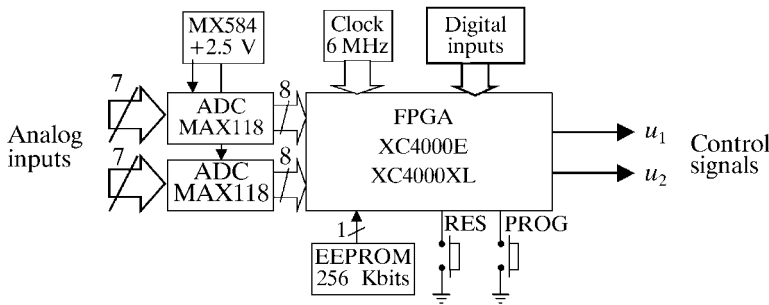 MX584
+2.5 V
Clock
6 MHz
Digital
inputs
7
8
ADC
MAX118
FPGA
XC4000E
XC4000XL
Analog
inputs
7
8
ADC
MAX118
u1
u2
Control
signals
1
RES
PROG
EEPROM
256 Kbits